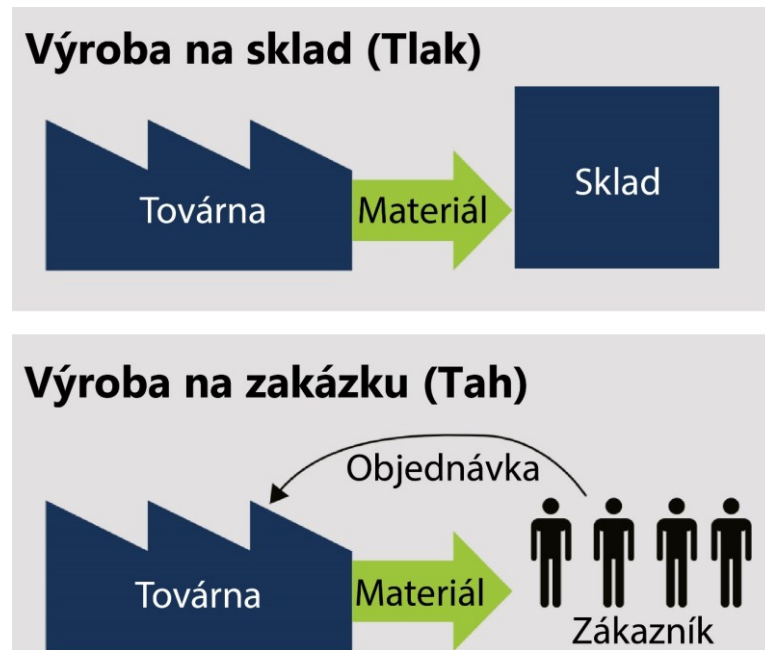 Výroba na sklad (Tlak)
Továrna
Materiál
Sklad
Výroba na zakázku (Tah)
Objednávka
Továrna
Materiál
Zákazník